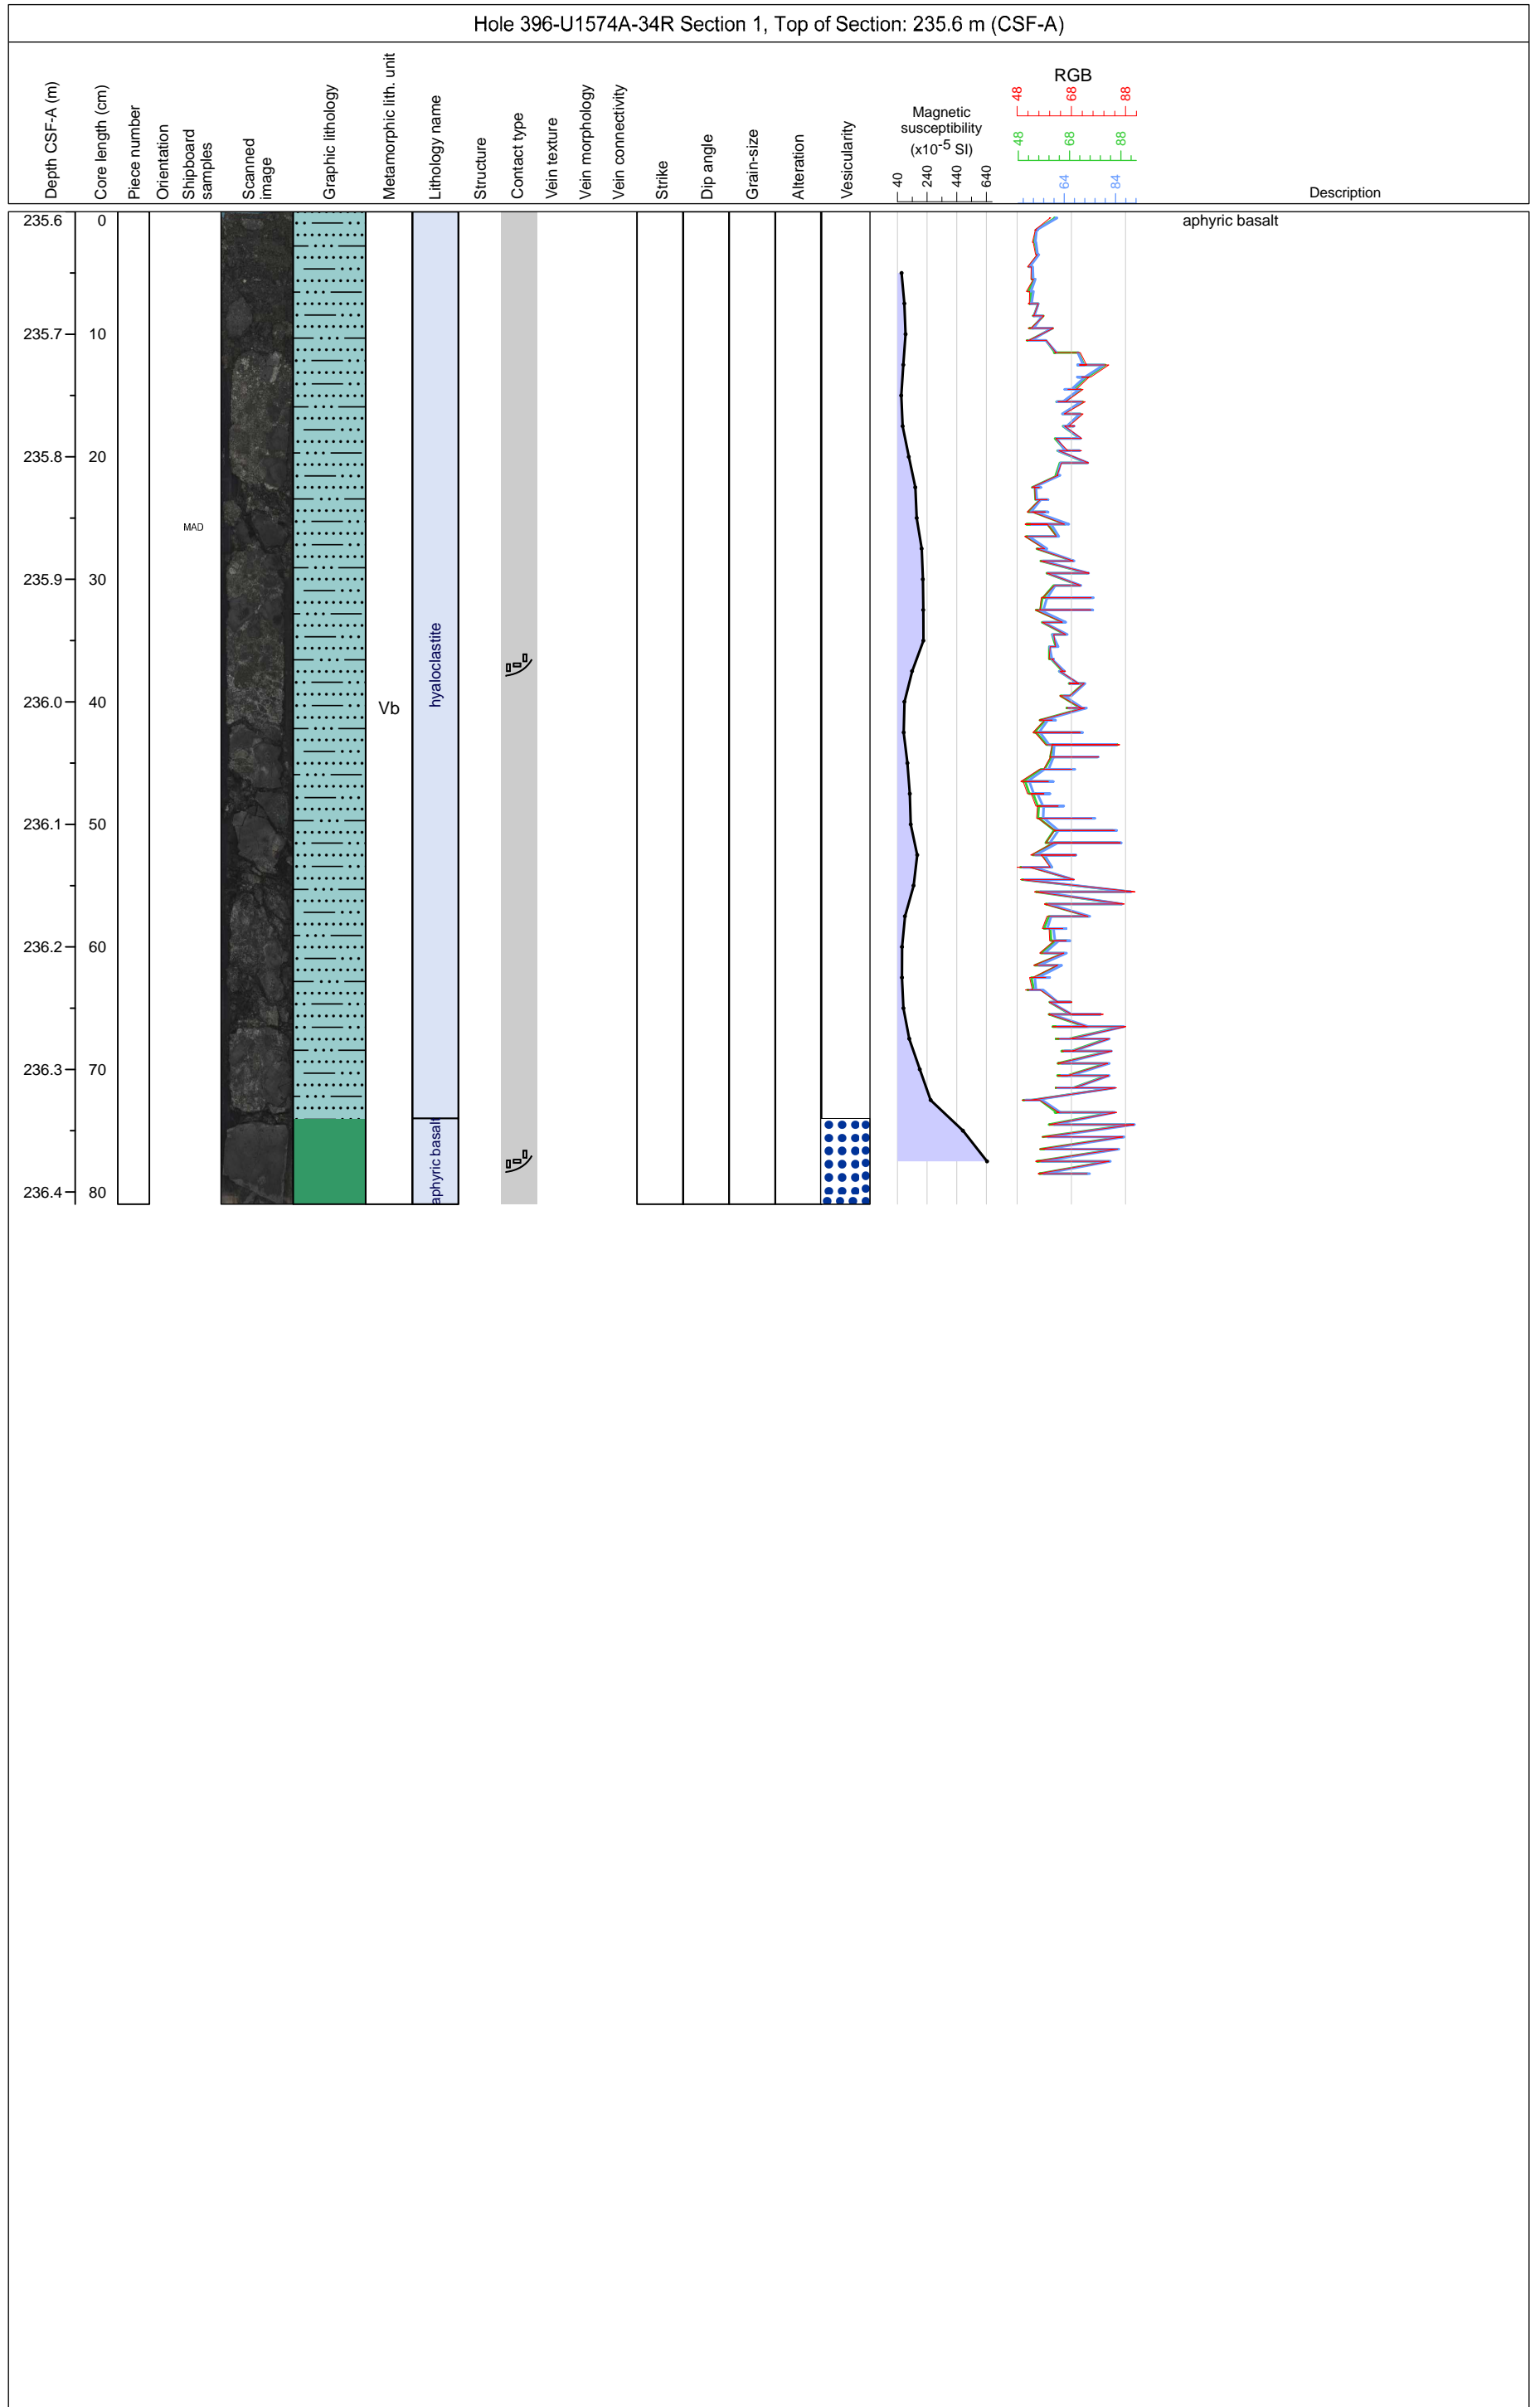 Hole 396-U1574A-34R Section 1, Top of Section: 235.6 m (CSF-A)
Depth CSF-A (m)
Core length (cm)
Piece number
Orientation
Shipboard
samples
Scanned
image
Graphic lithology
Metamorphic lith. unit
Lithology name
Structure
Contact type
Vein texture
Vein morphology
Vein connectivity
Strike
Dip angle
Grain-size
Alteration
Vesicularity
Magnetic
susceptibility
(x10-5 SI)
40
240
440
640
RGB
48
68
88
48
68
88
64
84
Description
235.6
0
aphyric basalt
235.7
10
235.8
20
MAD
235.9
30
hyaloclastite
236.0
40
Vb
236.1
50
236.2
60
236.3
70
aphyric basalt
236.4
80